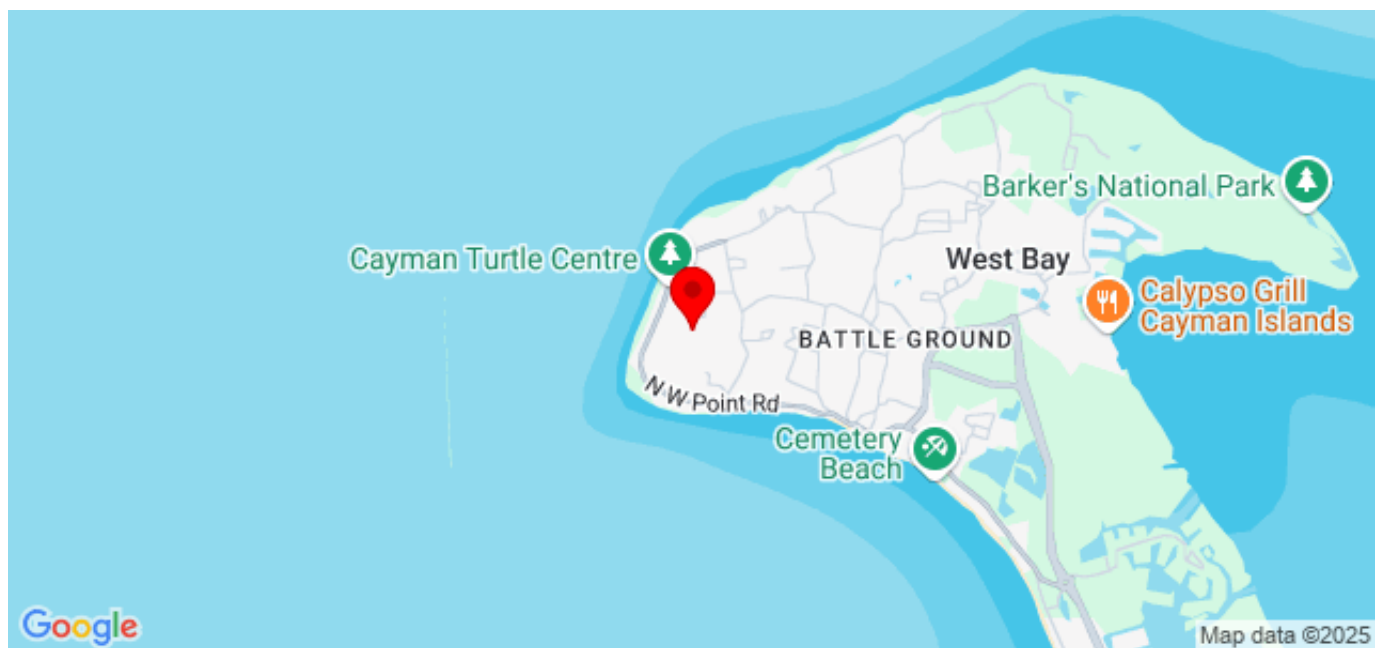 Barker's National Park
Cayman Turtle Centre
West Bay
Calypso Grill
Cayman Islands
BATTLE GROUND
N W Point Rd
Cemetery
Beach
Google
Map data ©2025